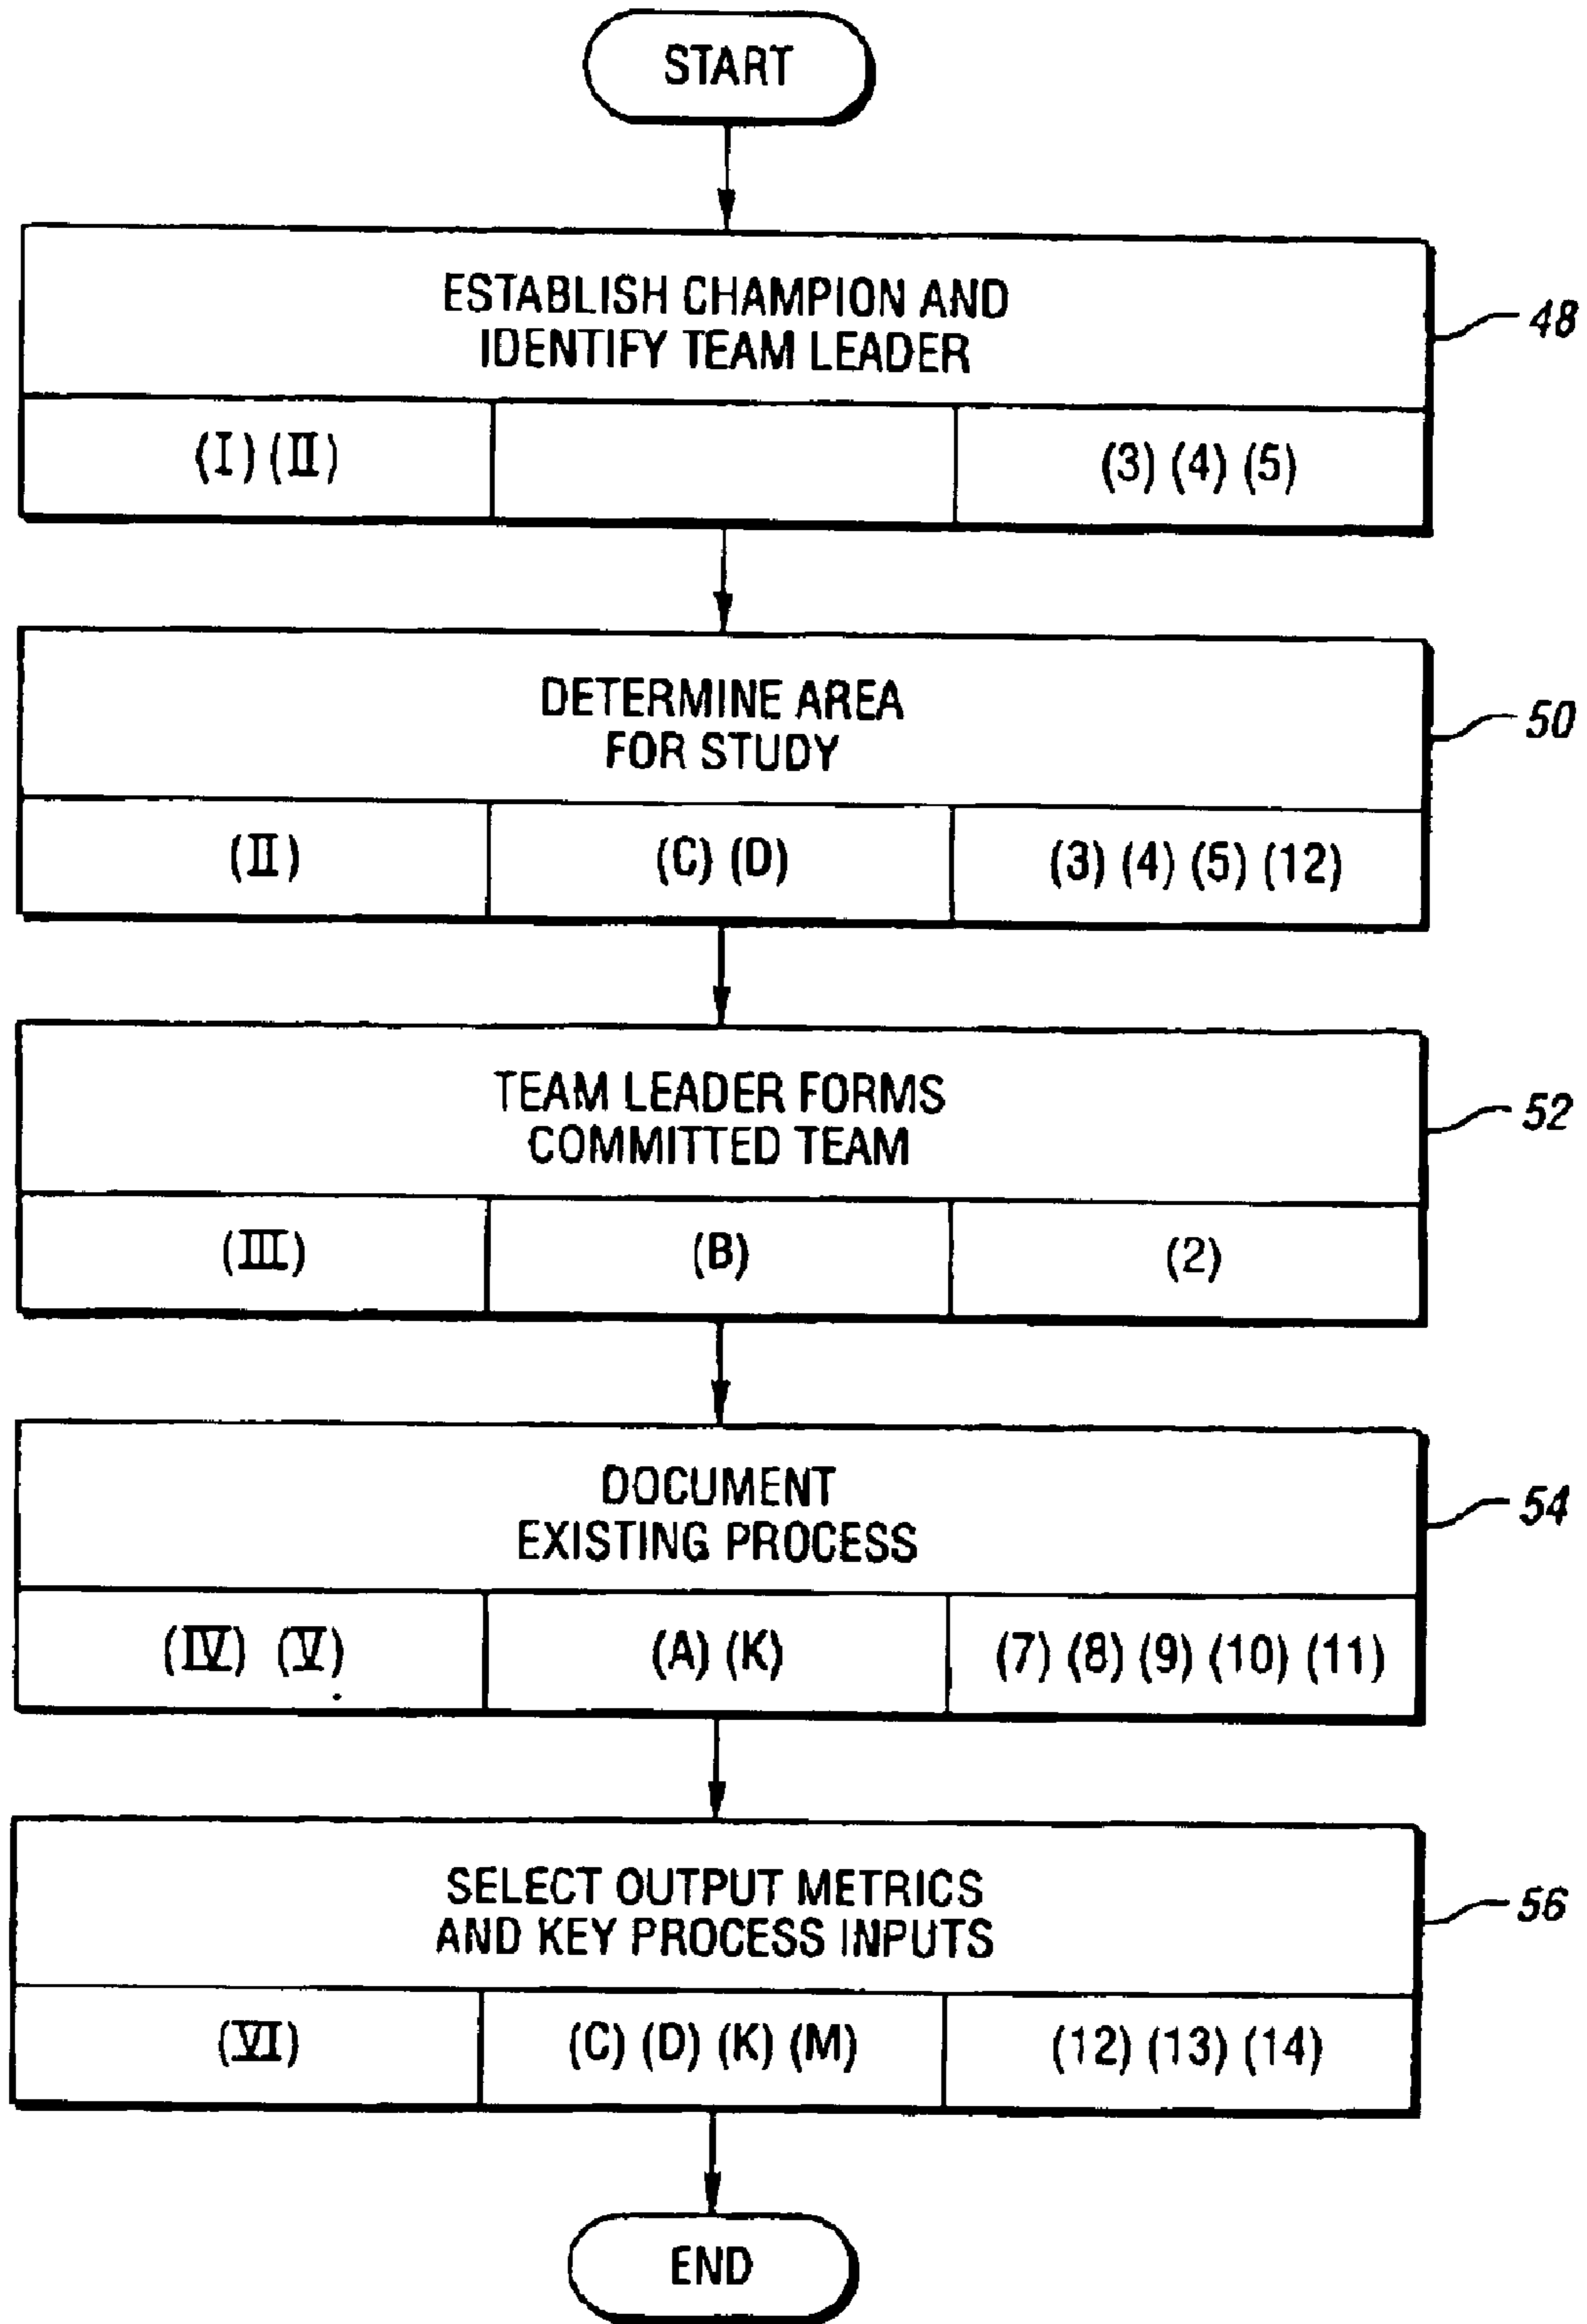 START
ESTABLISH CHAMPION AND
IDENTIFY TEAM LEADER
48
(I) (II)
(3) (4) (5)
DETERMINE AREA
FOR STUDY
50
(II)
(C) (D)
(3) (4) (5) (12)
TEAM LEADER FORMS
COMMITTED TEAM
52
(III)
(B)
(2)
DOCUMENT
EXISTING PROCESS
54
(IV) (V)
(A) (K)
(7) (8) (9) (10) (11)
SELECT OUTPUT METRICS
AND KEY PROCESS INPUTS
56
(VI)
(C) (D) (K) (M)
(12) (13) (14)
END